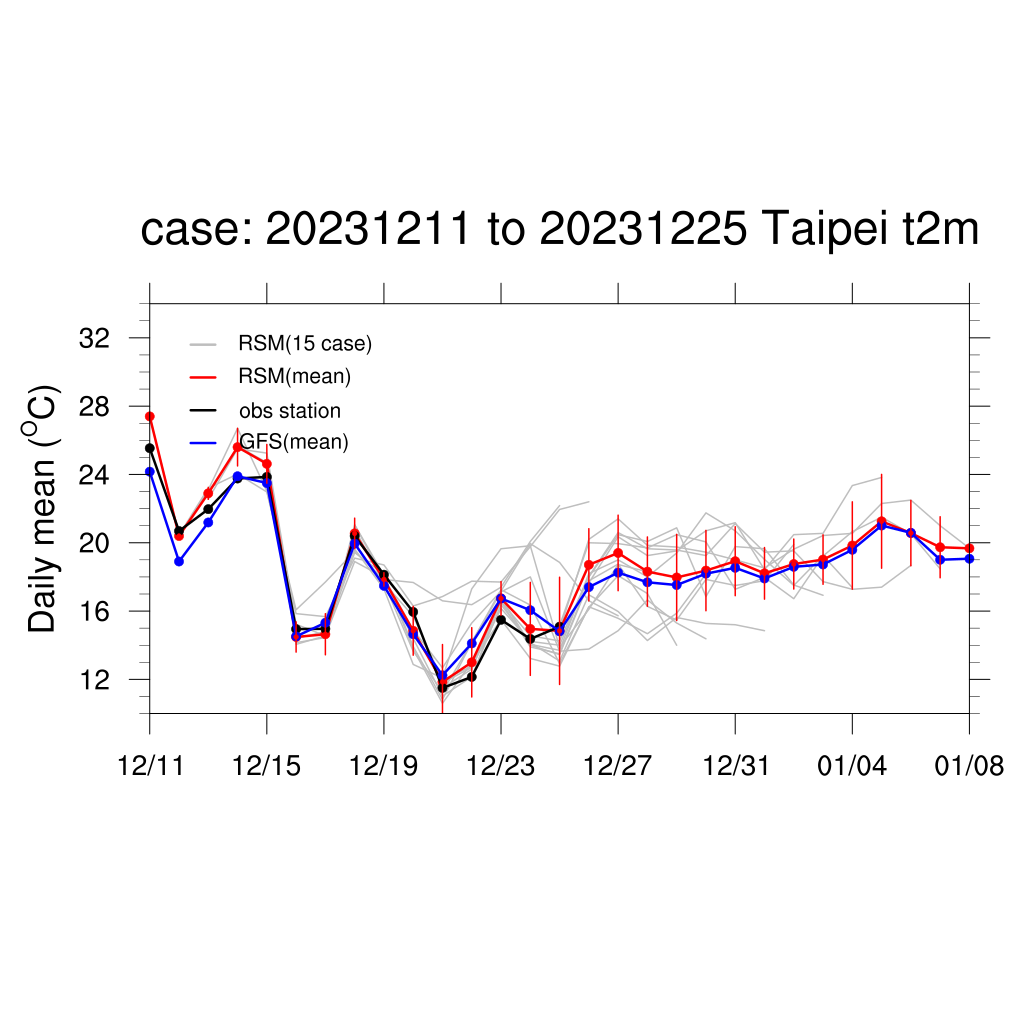 case: 20231211 to 20231225 Taipei t2m
Daily mean (°C)
32
28
24
20
16
12
RSM(15 case)
RSM(mean)
obs station
GFS(mean)
12/11 12/15 12/19 12/23 12/27 12/31 01/04 01/08